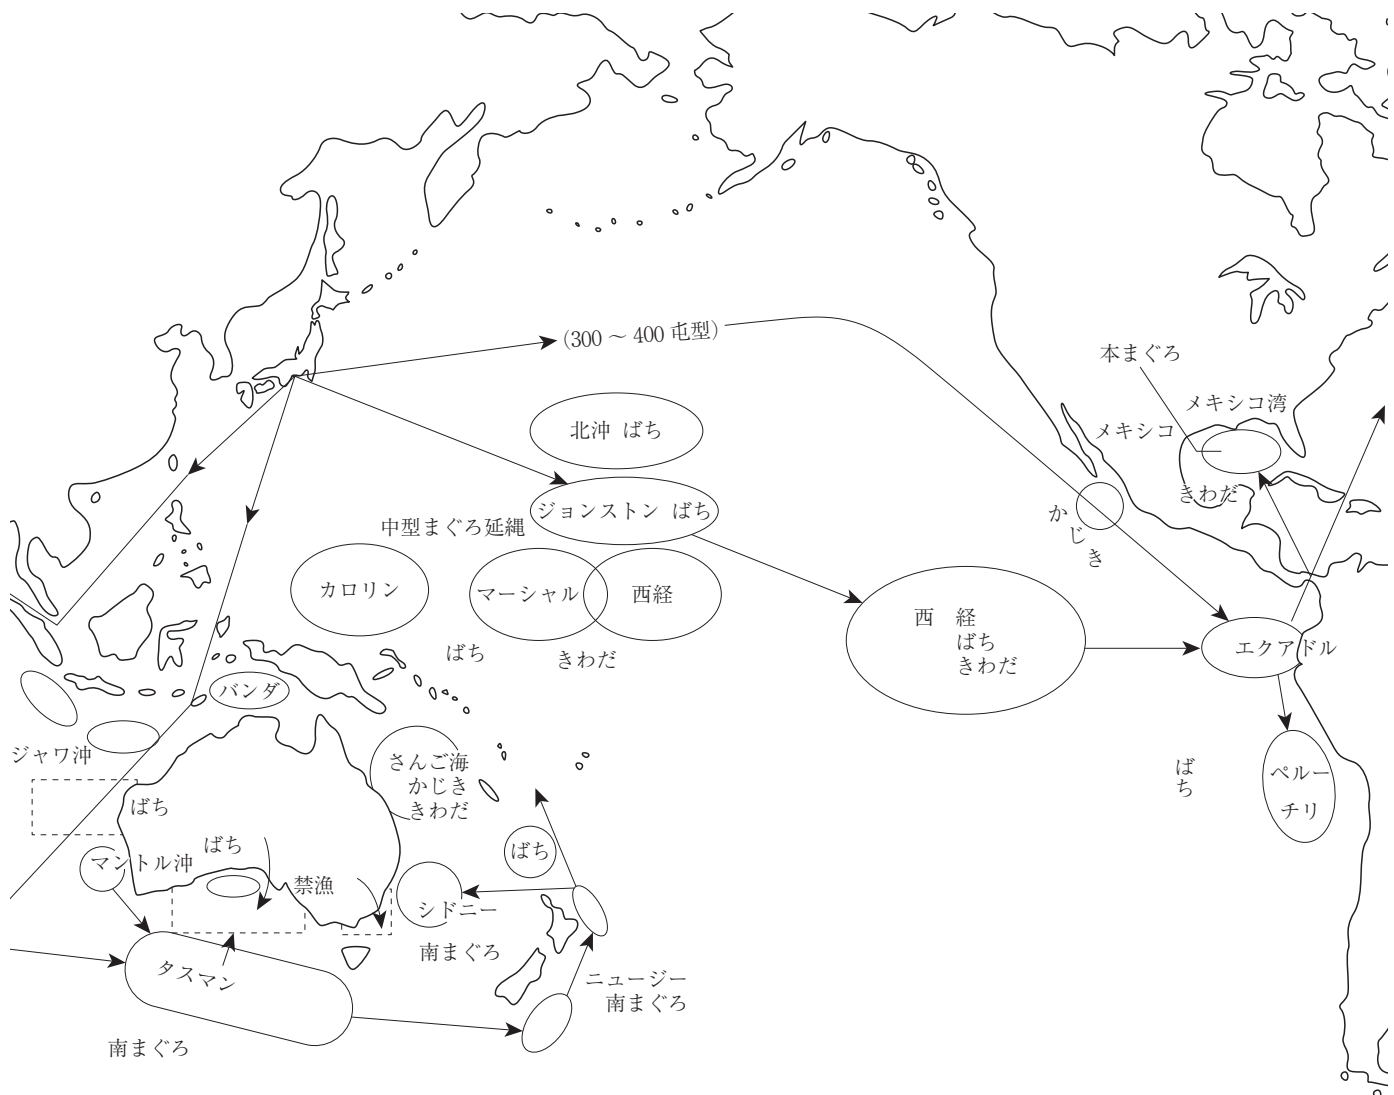 (300 〜 400 屯型)
本まぐろ
メキシコ湾
メキシコ
北沖 ばち
きわだ
ジョンストン ばち
かじき
中型まぐろ延縄
カロリン
マーシャル
西経
西 経
ばち
きわだ
ばち
きわだ
エクアドル
バンダ
ジャワ沖
さんご海
かじき
きわだ
ばち
ペルー
チリ
ばち
ばち
ばち
マントル沖
禁漁
シドニー
南まぐろ
タスマン
ニュージー
南まぐろ
南まぐろ